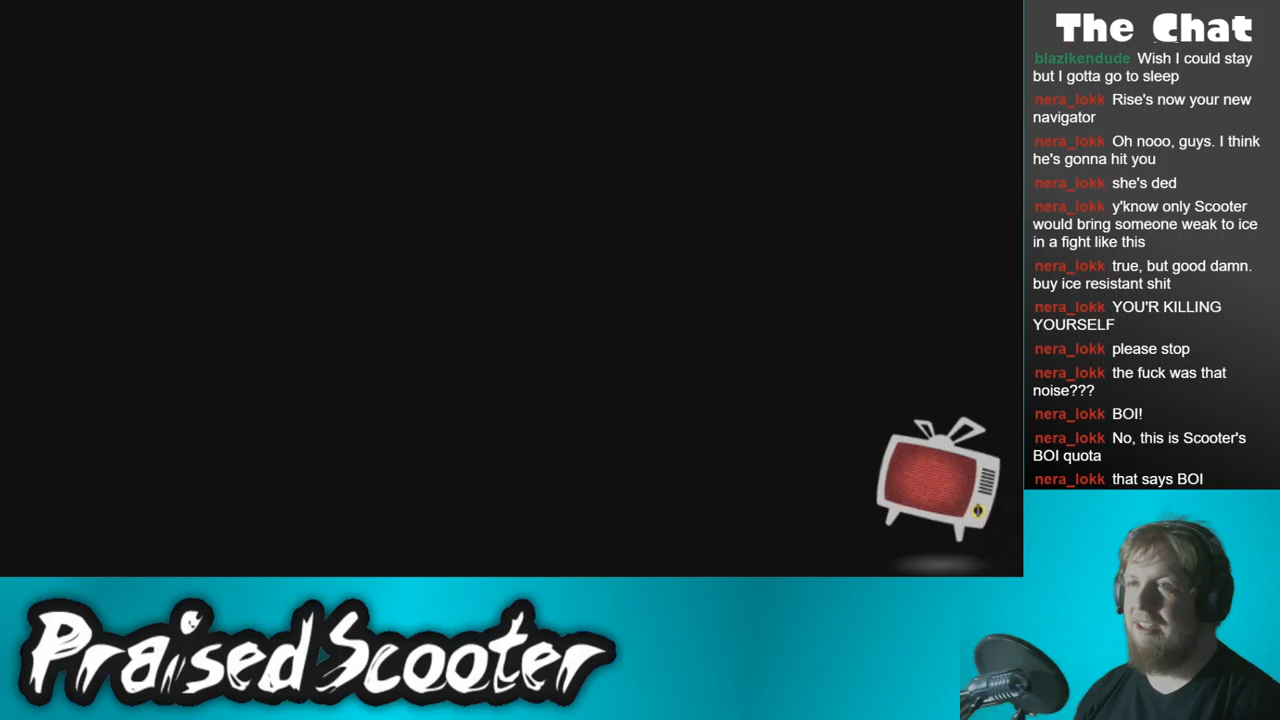 The Chat
blazikendude Wish I could stay
but I gotta go to sleep
nera_lokk Rise's now your new
navigator
nera_lokk Oh nooo, guys. I think
he's gonna hit you
nera_lokk she's ded
nera_lokk y'know only Scooter
would bring someone weak to ice
in a fight like this
nera_lokk true, but good damn.
buy ice resistant shit
nera_lokk YOU'R KILLING
YOURSELF
nera_lokk please stop
nera_lokk the fuck was that
noise???
nera_lokk BOI!
nera_lokk No, this is Scooter's
BOI quota
nera_lokk that says BOI
PraisedScooter